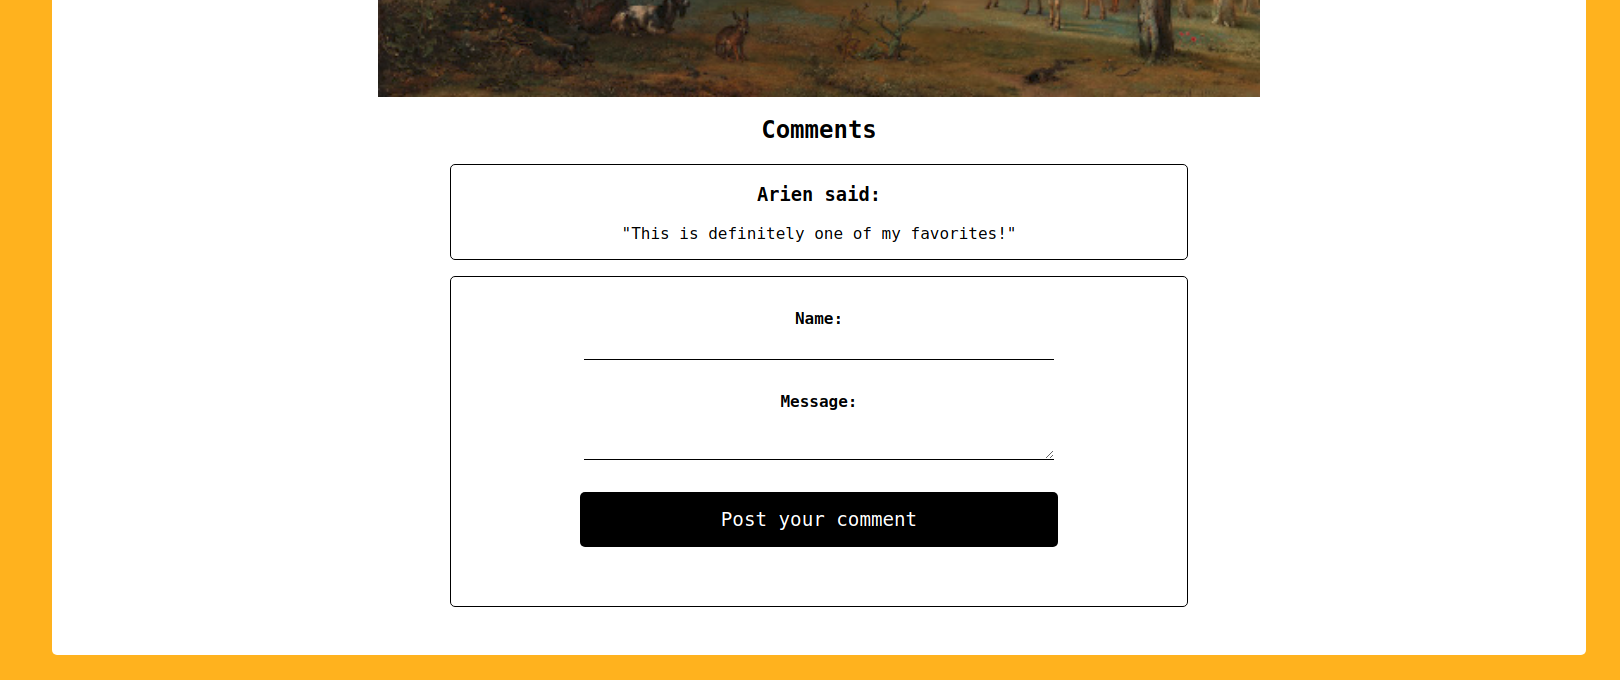 Comments
Arien said:
"This is definitely one of my favorites!"
Name:
Message:
Post your comment